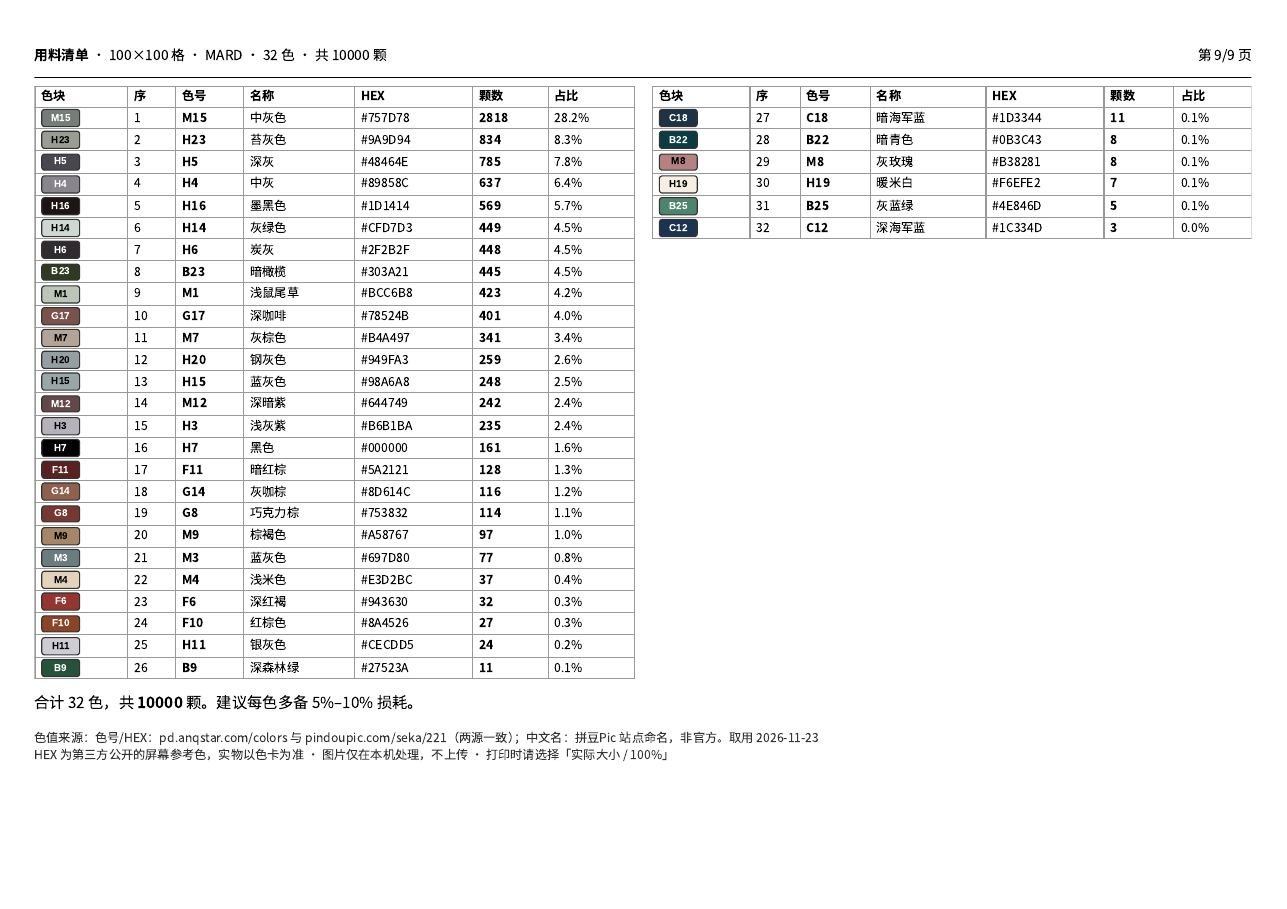 用料清单 · 100×100 格 · MARD · 32 色 · 共 10000 颗
第 9/9 页
色块 序 色号 名称 HEX 颗数 占比
M15 1 M15 中灰色 #757D78 2818 28.2%
H23 2 H23 苔灰色 #9A9D94 834 8.3%
H5 3 H5 深灰 #48464E 785 7.8%
H4 4 H4 中灰 #89858C 637 6.4%
H16 5 H16 墨黑色 #1D1414 569 5.7%
H14 6 H14 灰绿色 #CFD7D3 449 4.5%
H6 7 H6 炭灰 #2F2B2F 448 4.5%
B23 8 B23 暗橄榄 #303A21 445 4.5%
M1 9 M1 浅鼠尾草 #BCC6B8 423 4.2%
G17 10 G17 深咖啡 #78524B 401 4.0%
M7 11 M7 灰棕色 #B4A497 341 3.4%
H20 12 H20 钢灰色 #949FA3 259 2.6%
H15 13 H15 蓝灰色 #98A6A8 248 2.5%
M12 14 M12 深暗紫 #644749 242 2.4%
H3 15 H3 浅灰紫 #B6B1BA 235 2.4%
H7 16 H7 黑色 #000000 161 1.6%
F11 17 F11 暗红棕 #5A2121 128 1.3%
G14 18 G14 灰咖棕 #8D614C 116 1.2%
G8 19 G8 巧克力棕 #753832 114 1.1%
M9 20 M9 棕褐色 #A58767 97 1.0%
M3 21 M3 蓝灰色 #697D80 77 0.8%
M4 22 M4 浅米色 #E3D2BC 37 0.4%
F6 23 F6 深红褐 #943630 32 0.3%
F10 24 F10 红棕色 #8A4526 27 0.3%
H11 25 H11 银灰色 #CECDD5 24 0.2%
B9 26 B9 深森林绿 #27523A 11 0.1%
色块 序 色号 名称 HEX 颗数 占比
C18 27 C18 暗海军蓝 #1D3344 11 0.1%
B22 28 B22 暗青色 #0B3C43 8 0.1%
M8 29 M8 灰玫瑰 #B38281 8 0.1%
H19 30 H19 暖米白 #F6EFE2 7 0.1%
B25 31 B25 灰蓝绿 #4E846D 5 0.1%
C12 32 C12 深海军蓝 #1C334D 3 0.0%
合计 32 色，共 10000 颗。建议每色多备 5%–10% 损耗。
色值来源：色号/HEX：pd.anqstar.com/colors 与 pindoupic.com/seka/221（两源一致）；中文名：拼豆Pic 站点命名，非官方。取用 2026-11-23
HEX 为第三方公开的屏幕参考色，实物以色卡为准 · 图片仅在本机处理，不上传 · 打印时请选择「实际大小 / 100%」